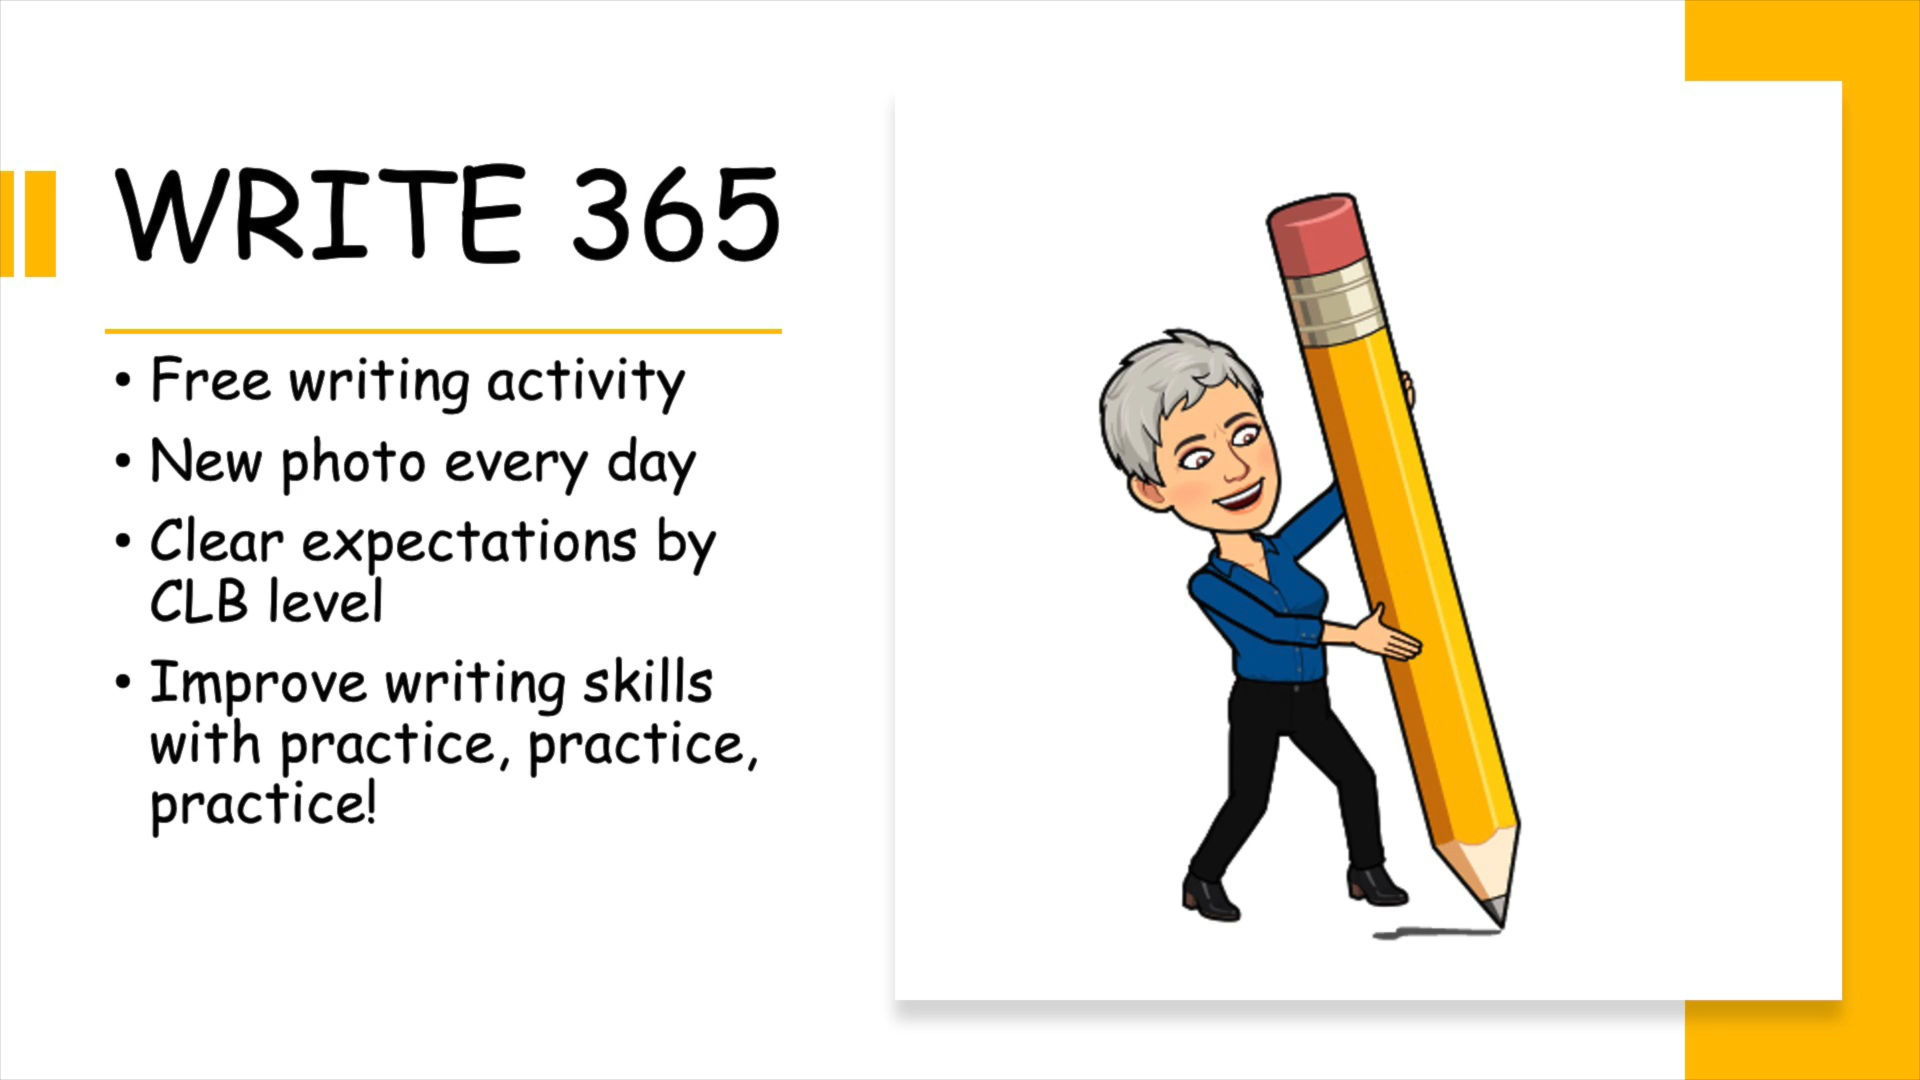 WRITE 365
• Free writing activity
• New photo every day
• Clear expectations by
CLB level
• Improve writing skills
with practice, practice,
practice!